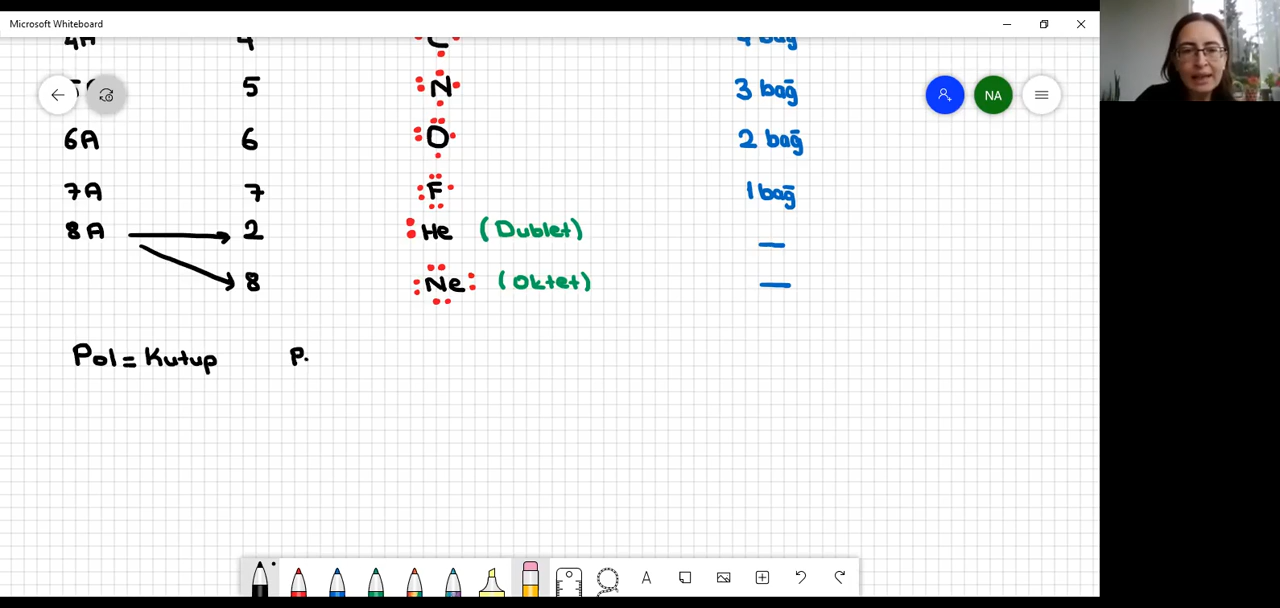 Microsoft Whiteboard
4A 4 C 4 bağ
5 N 3 bağ
NA
6A 6 O 2 bağ
7A 7 F 1 bağ
8A 2 He (Dublet) —
8 Ne (Oktet) —
Pol = Kutup P.
A